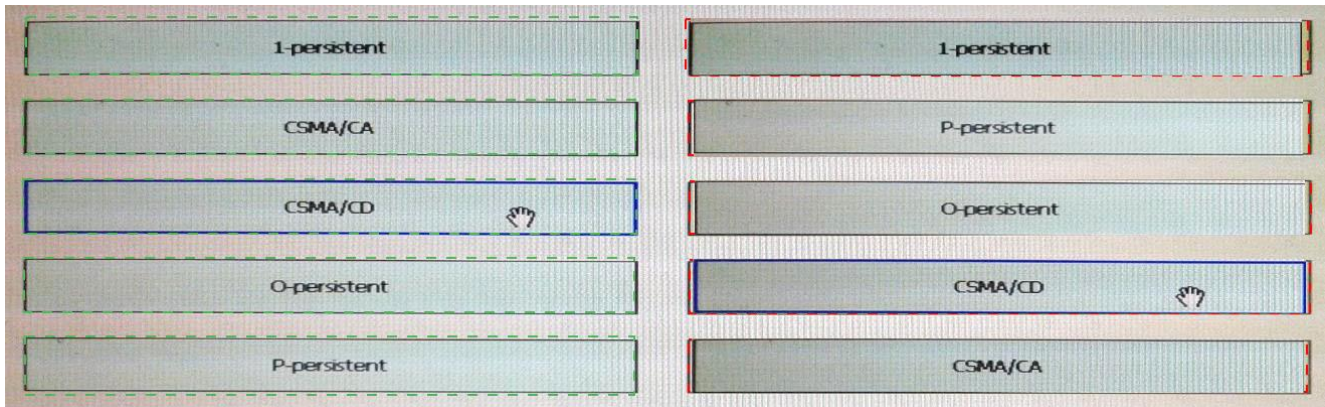 1-persistent
CSMA/CA
CSMA/CD
O-persistent
P-persistent
1-persistent
P-persistent
O-persistent
CSMA/CD
CSMA/CA